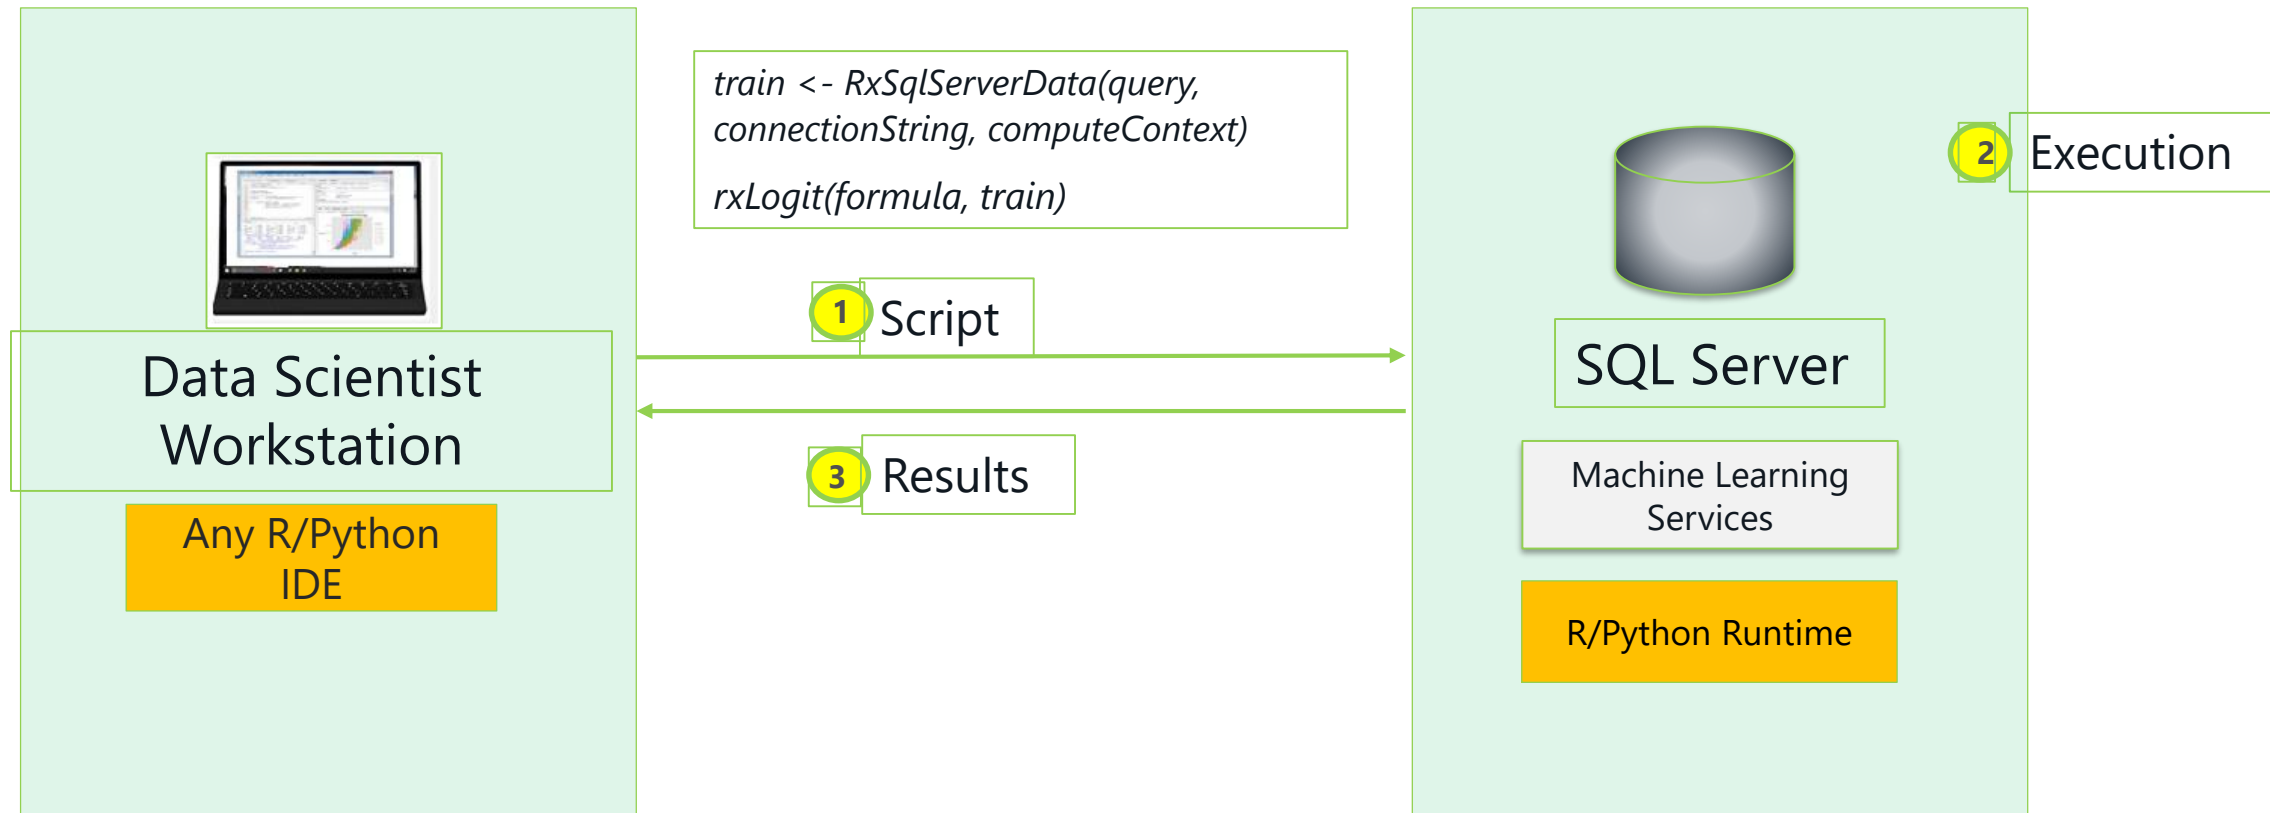 train <- RxSqlServerData(query,
connectionString, computeContext)
rxLogit(formula, train)
2 Execution
1 Script
Data Scientist
Workstation
SQL Server
3 Results
Machine Learning
Services
Any R/Python
IDE
R/Python Runtime